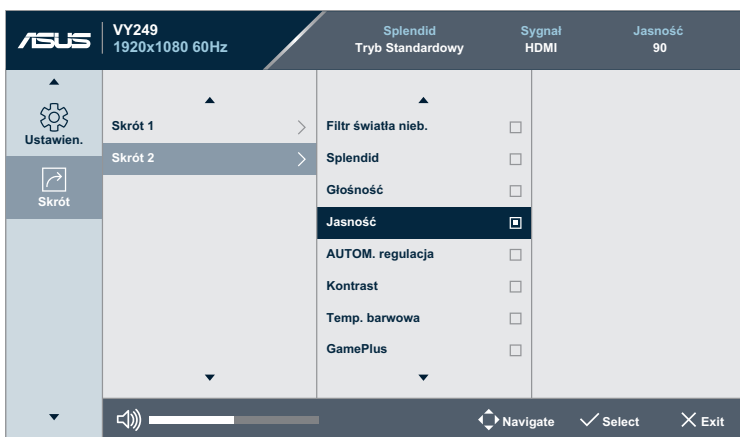 ASUS
VY249
1920x1080 60Hz
Splendid
Tryb Standardowy
Sygnał
HDMI
Jasność
90
Ustawien.
Skrót
Skrót 1
Skrót 2
Filtr światła nieb.
Splendid
Głośność
Jasność
AUTOM. regulacja
Kontrast
Temp. barwowa
GamePlus
Navigate
Select
Exit